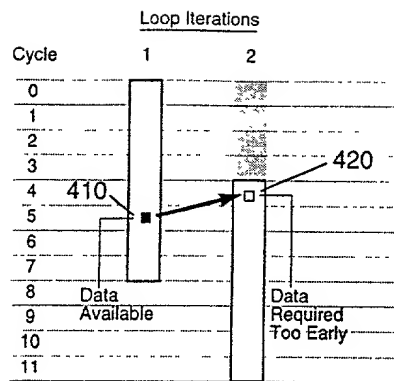 Loop Iterations
Cycle 1 2
0
1
2
3
4
5
6
7
8
9
10
11
410
420
Data
Available
Data
Required
Too Early